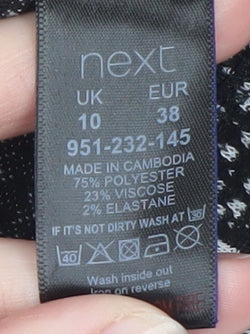 next
UK EUR
10 38
951-232-145
MADE IN CAMBODIA
75% POLYESTER
23% VISCOSE
2% ELASTANE
IF IT'S NOT DIRTY WASH AT 30
40
Wash inside out
Iron on reverse